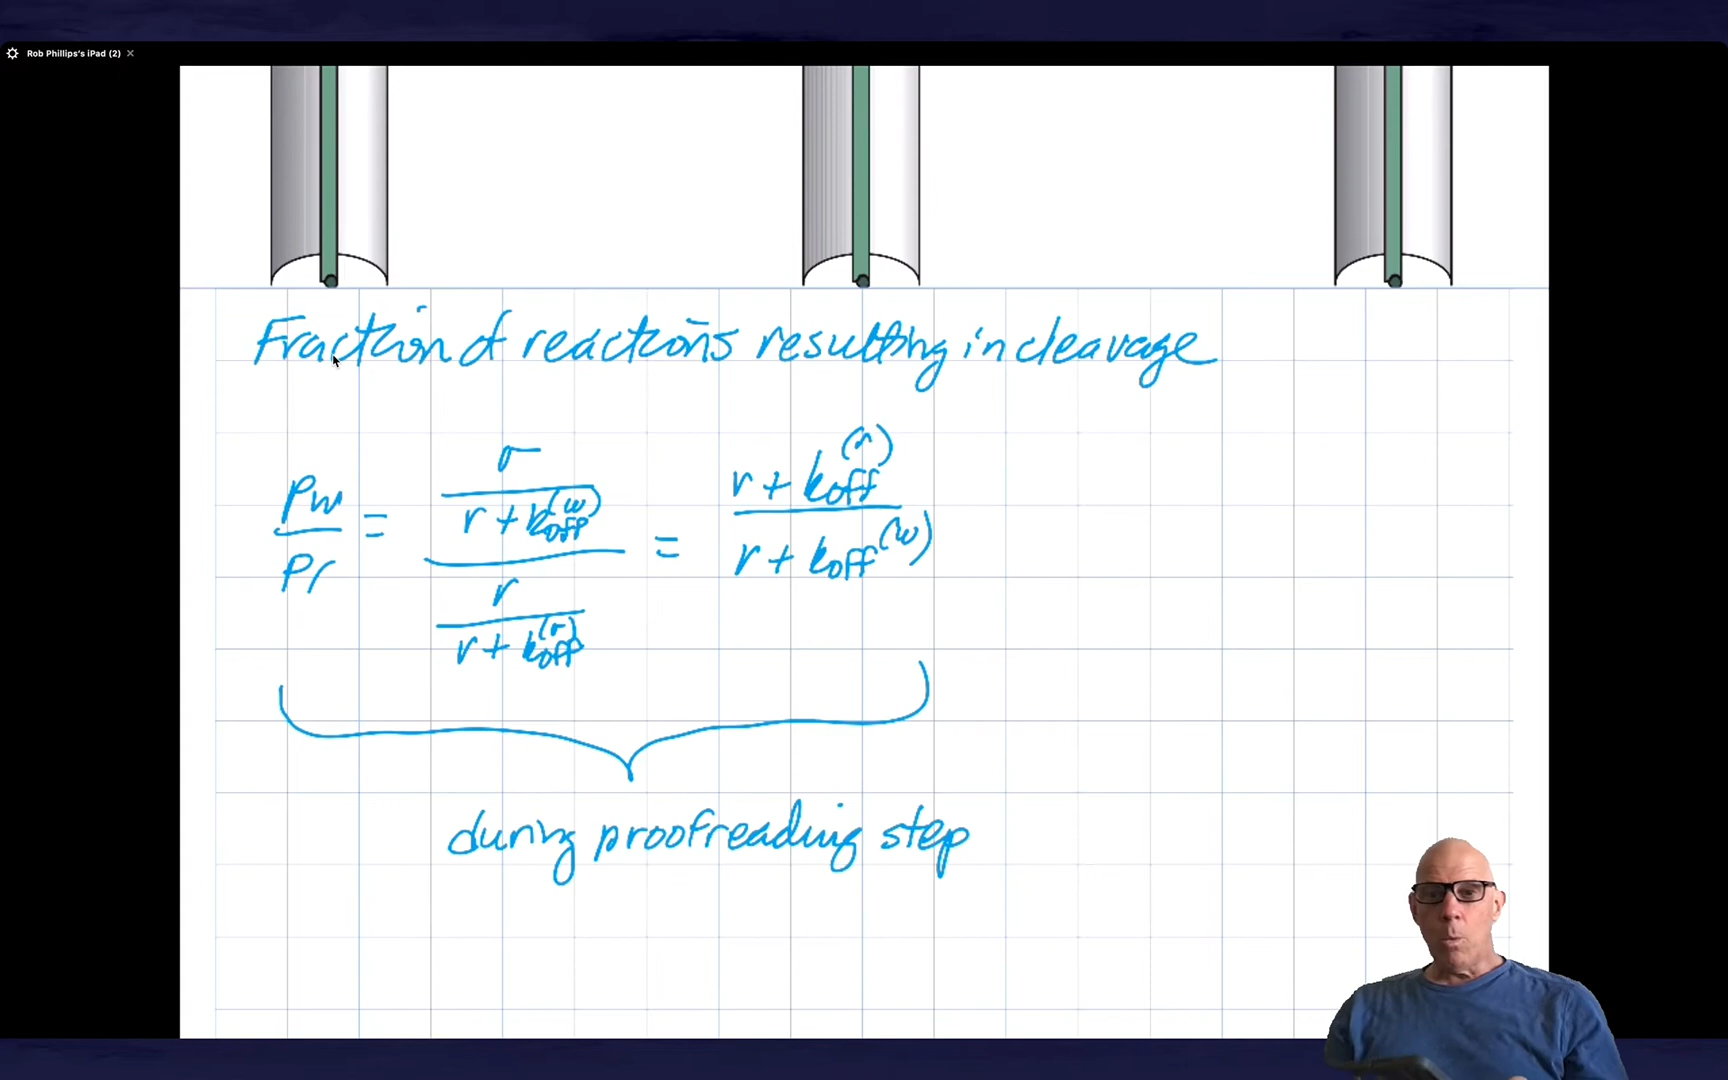 Rob Phillips's iPad (2)
Fraction of reactions resulting in cleavage
pw/pr = (r/(r + koff^(w)))/(r/(r + koff^(r))) = (r + koff^(r))/(r + koff^(w))
during proofreading step